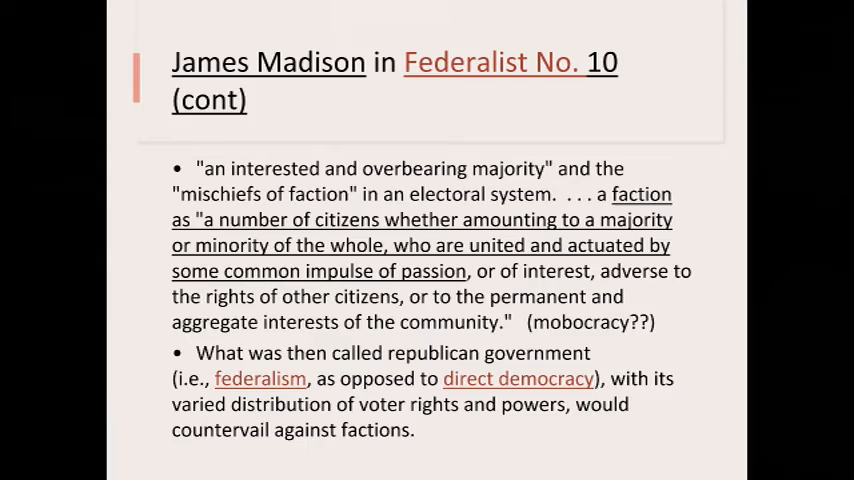 James Madison in Federalist No. 10
(cont)
• "an interested and overbearing majority" and the
"mischiefs of faction" in an electoral system. . . . a faction
as "a number of citizens whether amounting to a majority
or minority of the whole, who are united and actuated by
some common impulse of passion, or of interest, adverse to
the rights of other citizens, or to the permanent and
aggregate interests of the community." (mobocracy??)
• What was then called republican government
(i.e., federalism, as opposed to direct democracy), with its
varied distribution of voter rights and powers, would
countervail against factions.